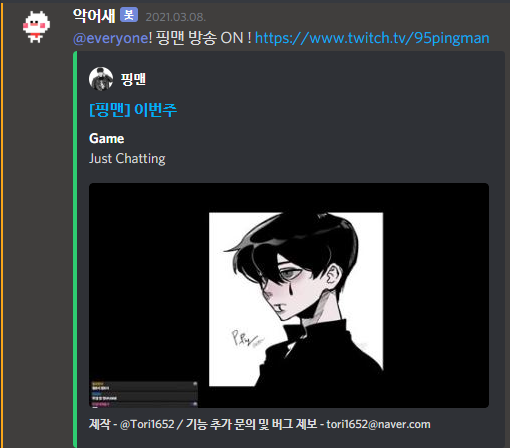 악어새 봇 2021.03.08.
@everyone! 핑맨 방송 ON ! https://www.twitch.tv/95pingman
핑맨
[핑맨] 이번주
Game
Just Chatting
제작 - @Tori1652 / 기능 추가 문의 및 버그 제보 - tori1652@naver.com